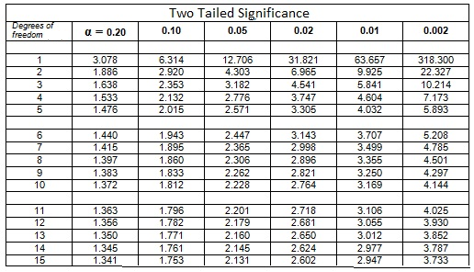 Two Tailed Significance
Degrees of freedom α = 0.20 0.10 0.05 0.02 0.01 0.002
1 3.078 6.314 12.706 31.821 63.657 318.300
2 1.886 2.920 4.303 6.965 9.925 22.327
3 1.638 2.353 3.182 4.541 5.841 10.214
4 1.533 2.132 2.776 3.747 4.604 7.173
5 1.476 2.015 2.571 3.305 4.032 5.893
6 1.440 1.943 2.447 3.143 3.707 5.208
7 1.415 1.895 2.365 2.998 3.499 4.785
8 1.397 1.860 2.306 2.896 3.355 4.501
9 1.383 1.833 2.262 2.821 3.250 4.297
10 1.372 1.812 2.228 2.764 3.169 4.144
11 1.363 1.796 2.201 2.718 3.106 4.025
12 1.356 1.782 2.179 2.681 3.055 3.930
13 1.350 1.771 2.160 2.650 3.012 3.852
14 1.345 1.761 2.145 2.624 2.977 3.787
15 1.341 1.753 2.131 2.602 2.947 3.733